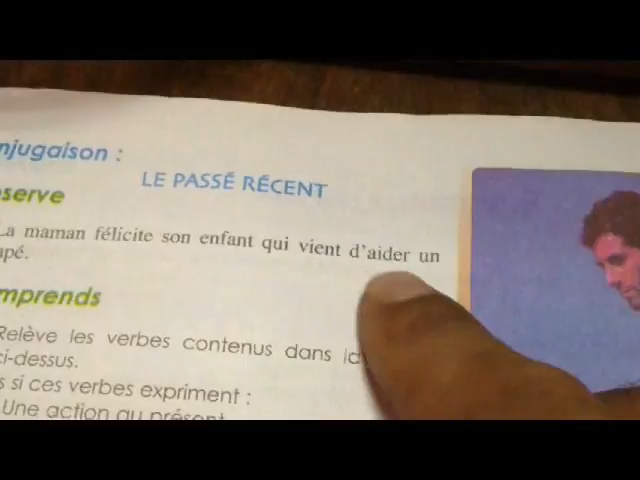 njugaison :
LE PASSÉ RÉCENT
serve
La maman félicite son enfant qui vient d'aider un
apé.
mprends
Relève les verbes contenus dans
ci-dessus.
s si ces verbes expriment :
Une action au présent